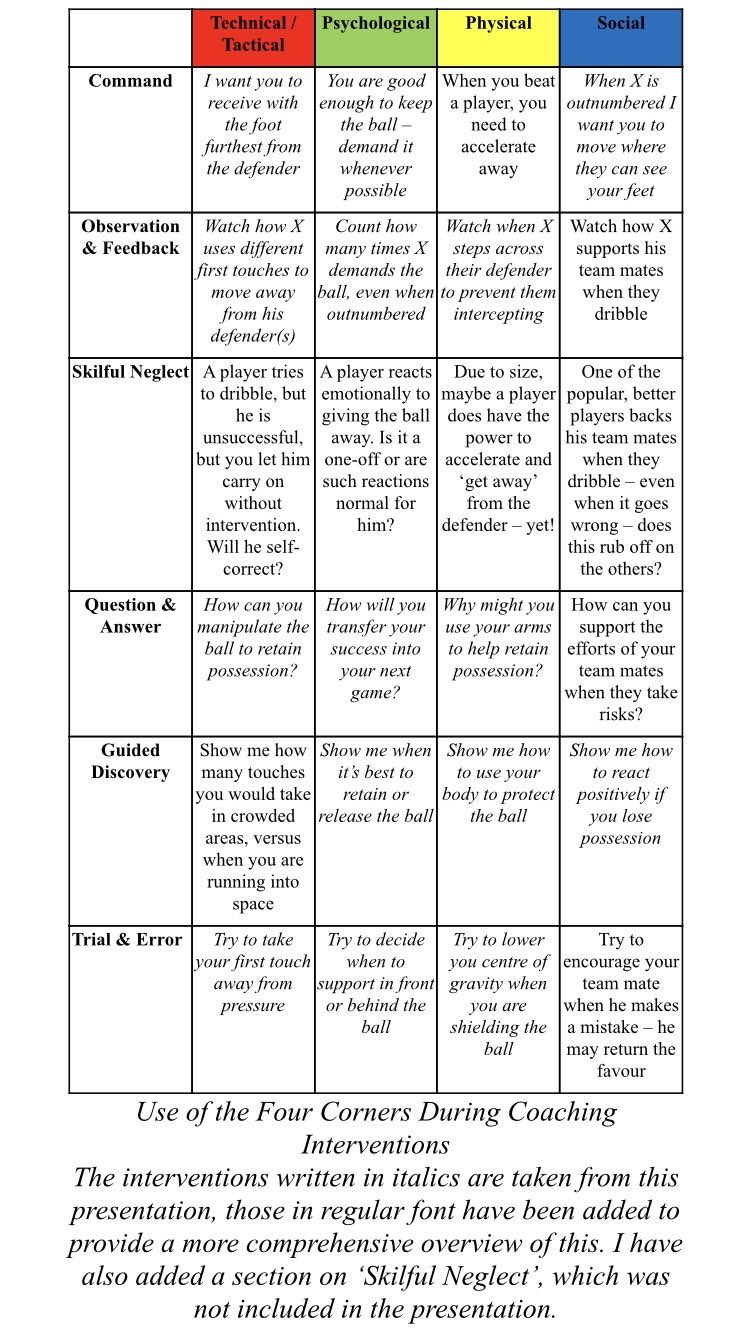 Technical / Tactical
Psychological
Physical
Social
Command
I want you to
receive with
the foot
furthest from
the defender
You are good
enough to keep
the ball –
demand it
whenever
possible
When you beat
a player, you
need to
accelerate
away
When X is
outnumbered I
want you to
move where
they can see
your feet
Observation
& Feedback
Watch how X
uses different
first touches to
move away
from his
defender(s)
Count how
many times X
demands the
ball, even when
outnumbered
Watch when X
steps across
their defender
to prevent them
intercepting
Watch how X
supports his
team mates
when they
dribble
Skilful Neglect
A player tries
to dribble, but
he is
unsuccessful,
but you let him
carry on
without
intervention.
Will he self-
correct?
A player reacts
emotionally to
giving the ball
away. Is it a
one-off or are
such reactions
normal for
him?
Due to size,
maybe a player
does have the
power to
accelerate and
‘get away’
from the
defender – yet!
One of the
popular, better
players backs
his team mates
when they
dribble – even
when it goes
wrong – does
this rub off on
the others?
Question &
Answer
How can you
manipulate the
ball to retain
possession?
How will you
transfer your
success into
your next
game?
Why might you
use your arms
to help retain
possession?
How can you
support the
efforts of your
team mates
when they take
risks?
Guided
Discovery
Show me how
many touches
you would take
in crowded
areas, versus
when you are
running into
space
Show me when
it’s best to
retain or
release the ball
Show me how
to use your
body to protect
the ball
Show me how
to react
positively if
you lose
possession
Trial & Error
Try to take
your first touch
away from
pressure
Try to decide
when to
support in front
or behind the
ball
Try to lower
you centre of
gravity when
you are
shielding the
ball
Try to
encourage your
team mate
when he makes
a mistake – he
may return the
favour
Use of the Four Corners During Coaching
Interventions
The interventions written in italics are taken from this
presentation, those in regular font have been added to
provide a more comprehensive overview of this. I have
also added a section on ‘Skilful Neglect’, which was
not included in the presentation.